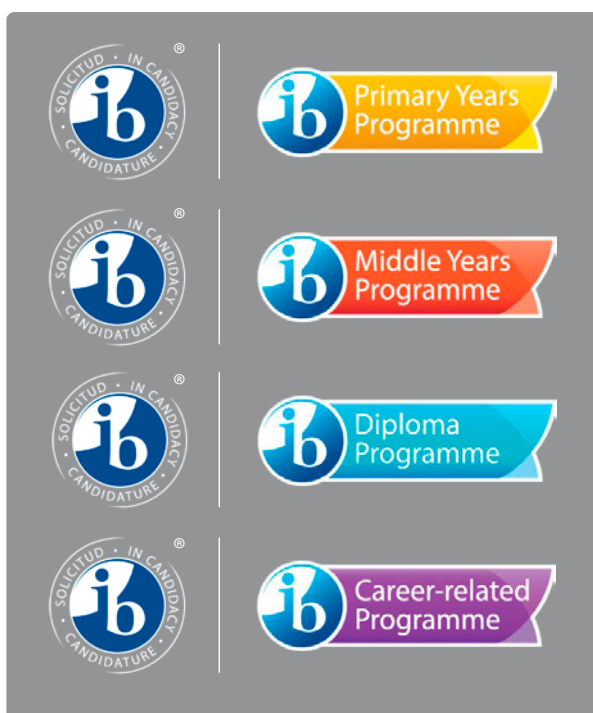 SOLICITUD · IN CANDIDACY · CANDIDATURE ·
ib
®
ib
Primary Years
Programme
SOLICITUD · IN CANDIDACY · CANDIDATURE ·
ib
®
ib
Middle Years
Programme
SOLICITUD · IN CANDIDACY · CANDIDATURE ·
ib
®
ib
Diploma
Programme
SOLICITUD · IN CANDIDACY · CANDIDATURE ·
ib
®
ib
Career-related
Programme